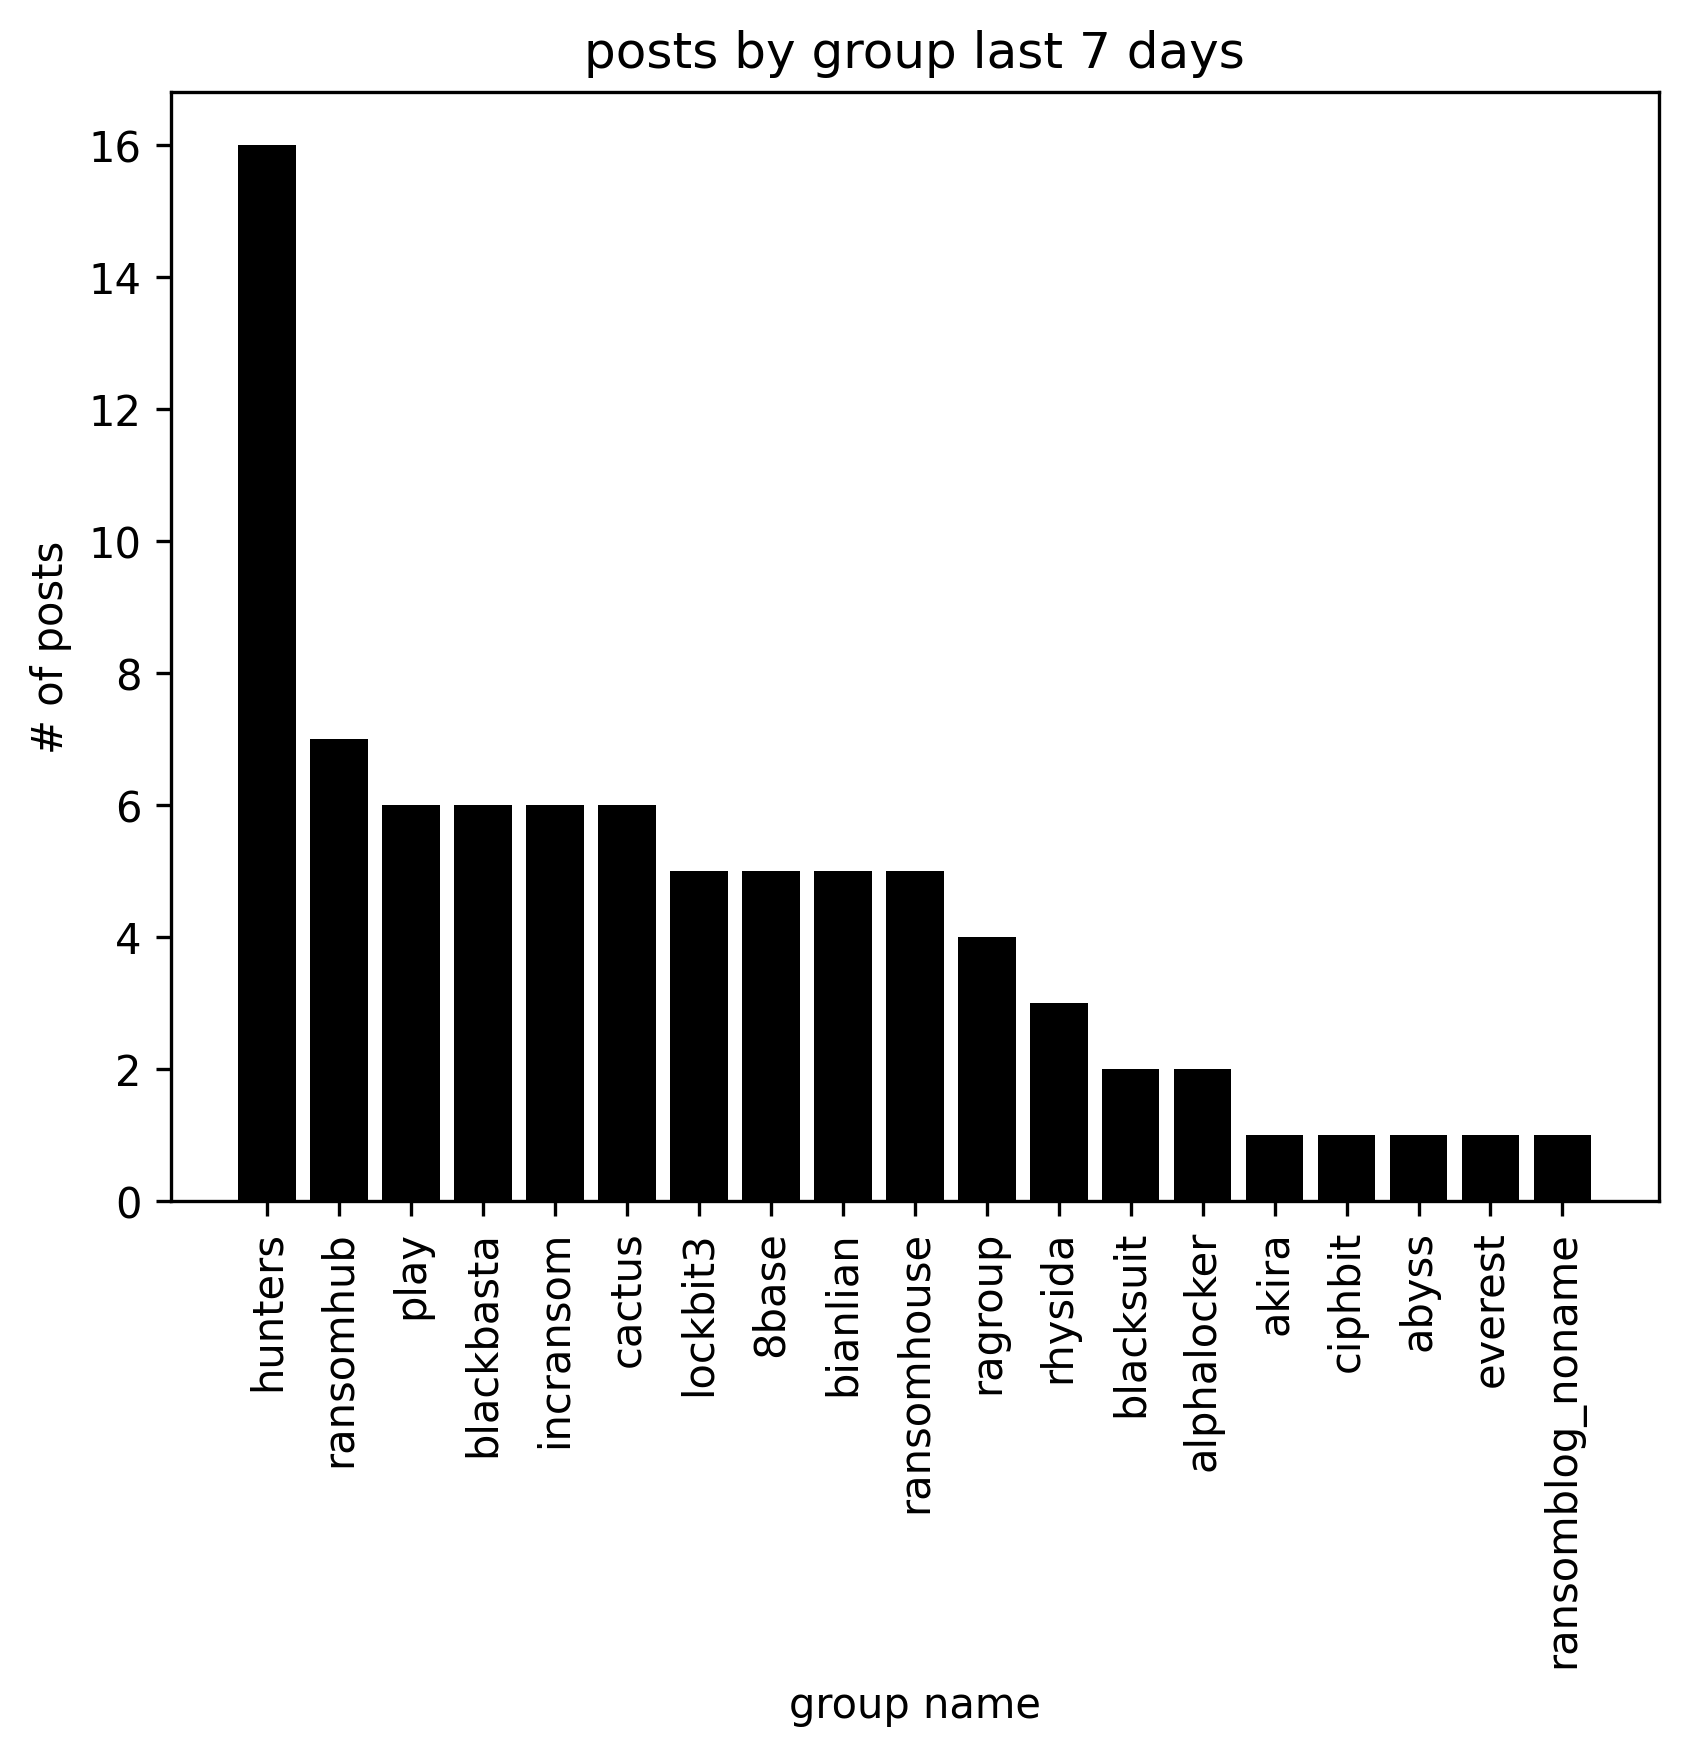 posts by group last 7 days
# of posts
16
14
12
10
8
6
4
2
0
hunters
ransomhub
play
blackbasta
incransom
cactus
lockbit3
8base
bianlian
ransomhouse
ragroup
rhysida
blacksuit
alphalocker
akira
ciphbit
abyss
everest
ransomblog_noname
group name